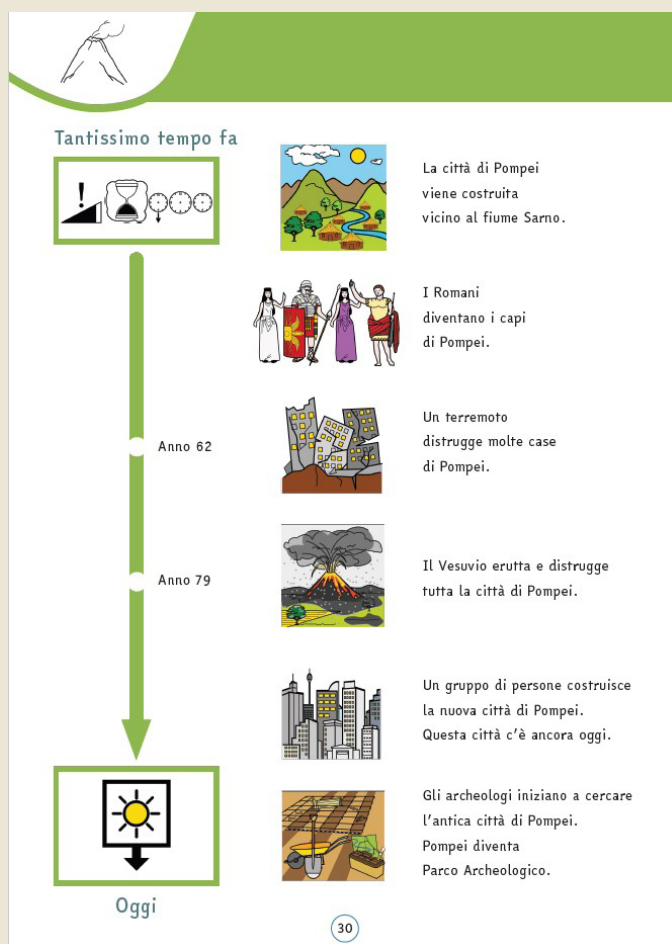 Tantissimo tempo fa
La città di Pompei
viene costruita
vicino al fiume Sarno.
I Romani
diventano i capi
di Pompei.
Anno 62
Un terremoto
distrugge molte case
di Pompei.
Anno 79
Il Vesuvio erutta e distrugge
tutta la città di Pompei.
Un gruppo di persone costruisce
la nuova città di Pompei.
Questa città c'è ancora oggi.
Gli archeologi iniziano a cercare
l'antica città di Pompei.
Pompei diventa
Parco Archeologico.
Oggi
30